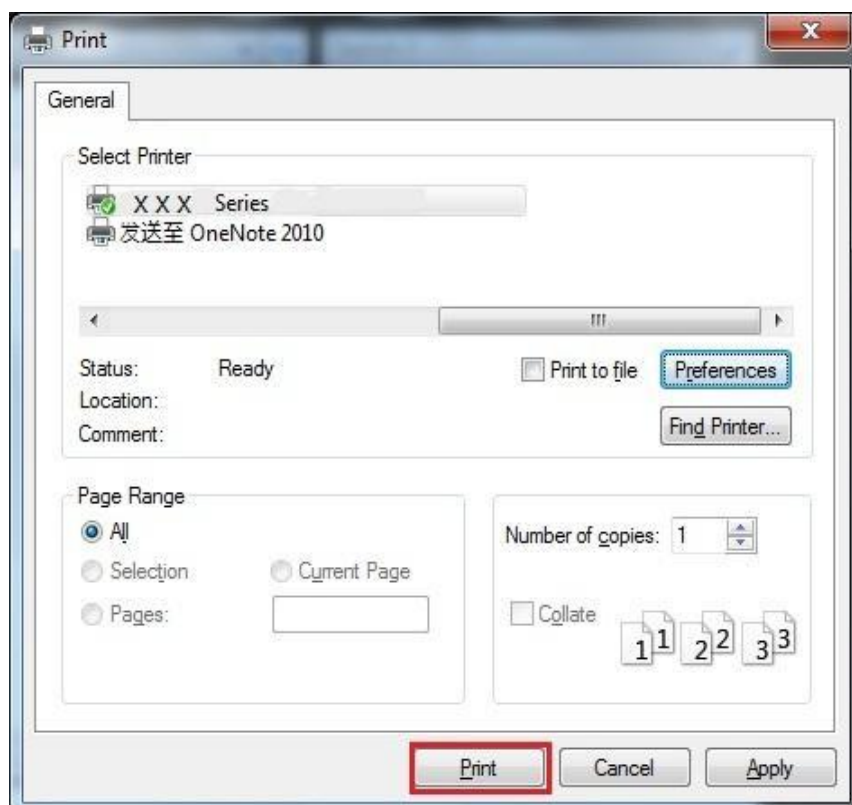 Print
General
Select Printer
X X X Series
发送至 OneNote 2010
Status: Ready
Print to file
Preferences
Location:
Comment:
Find Printer...
Page Range
All
Selection
Current Page
Pages:
Number of copies: 1
Collate
1 1 2 2 3 3
Print
Cancel
Apply